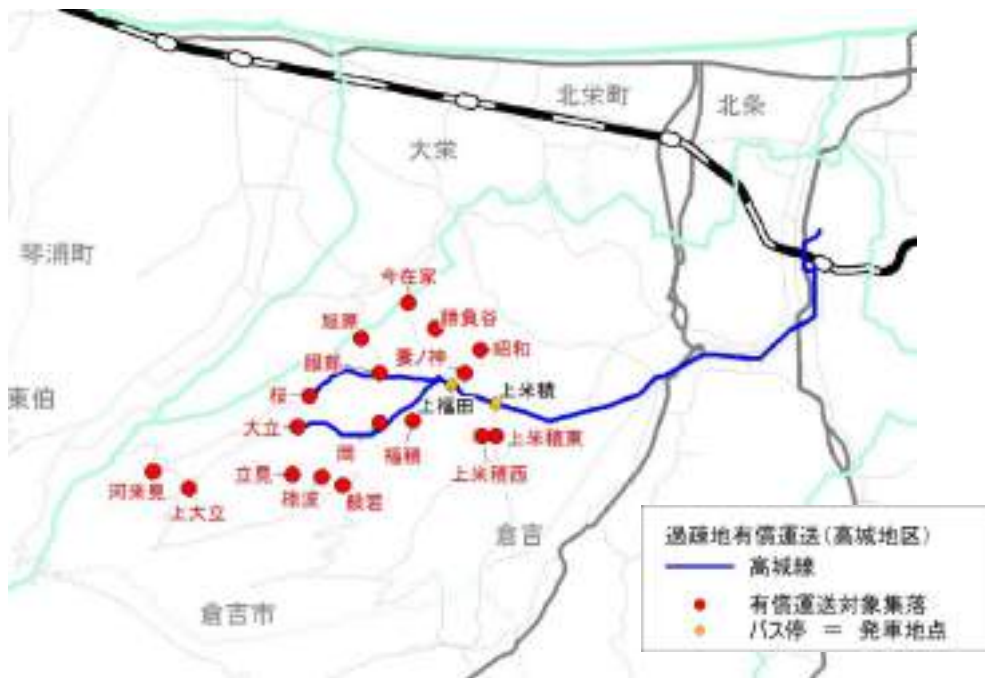 北栄町
北条
大栄
琴浦町
今在家
勝負谷
旭原
昭和
服部
養ノ神
桜
上米積
東伯
上福田
大立
上米積東
岡
福積
立見
上米積西
河来見
椋波
般若
上大立
倉吉
過疎地有償運送(高城地区)
高城線
倉吉市
有償運送対象集落
バス停 = 発車地点